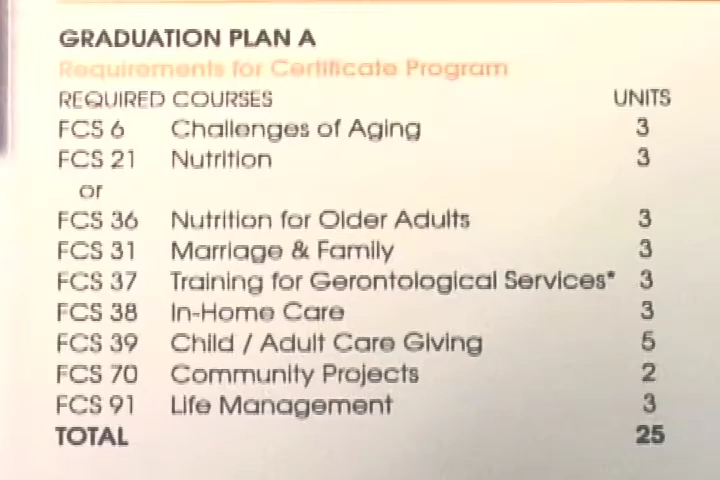 GRADUATION PLAN A
Requirements for Certificate Program
REQUIRED COURSES UNITS
FCS 6 Challenges of Aging 3
FCS 21 Nutrition 3
or
FCS 36 Nutrition for Older Adults 3
FCS 31 Marriage & Family 3
FCS 37 Training for Gerontological Services* 3
FCS 38 In-Home Care 3
FCS 39 Child / Adult Care Giving 5
FCS 70 Community Projects 2
FCS 91 Life Management 3
TOTAL 25